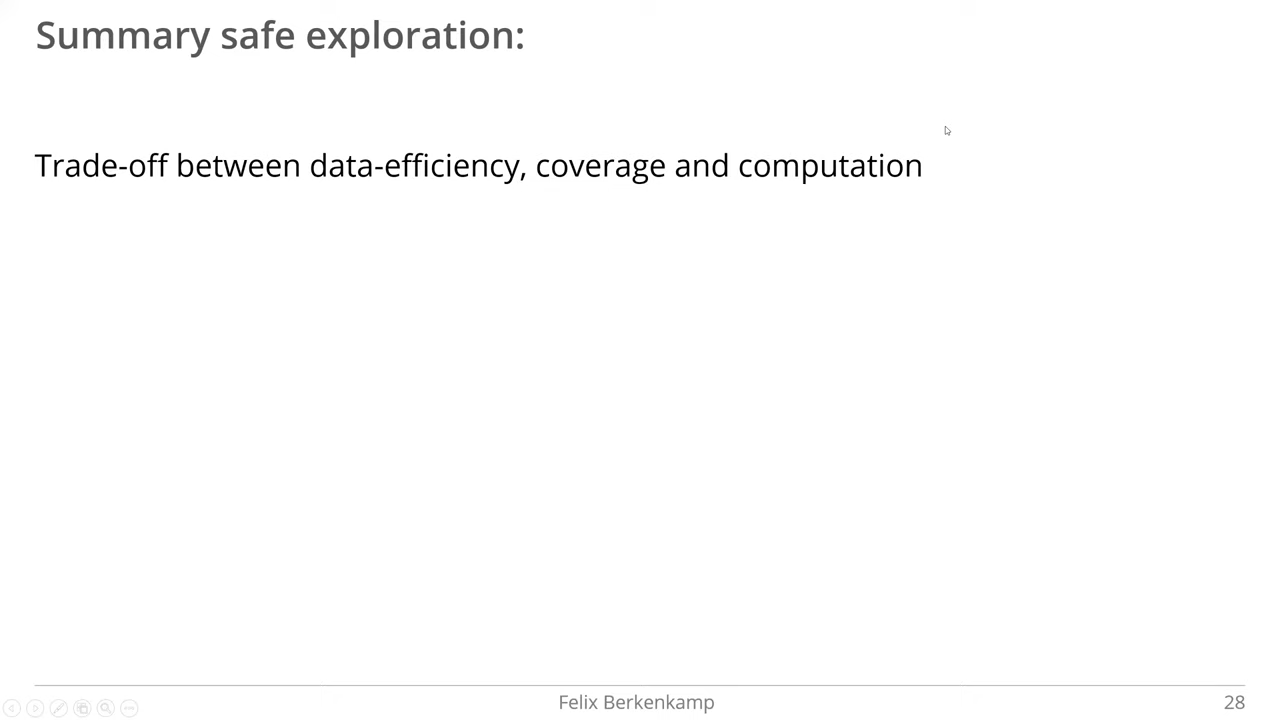 Summary safe exploration:
Trade-off between data-efficiency, coverage and computation
Felix Berkenkamp
28